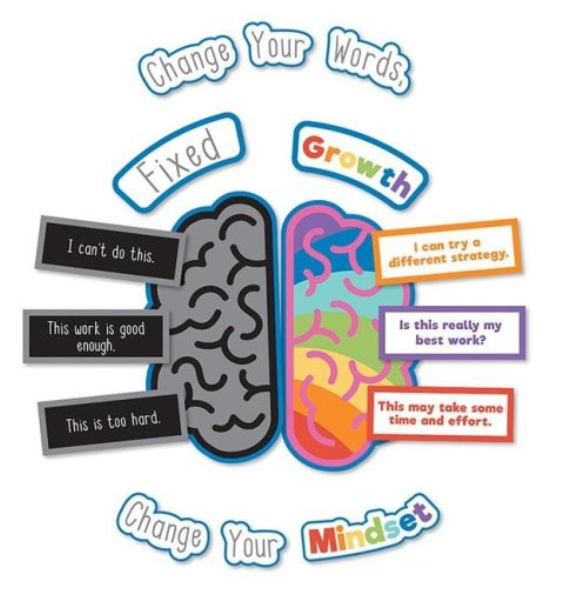 Change Your Words,
Fixed
Growth
I can't do this.
This work is good
enough.
This is too hard.
I can try a
different strategy.
Is this really my
best work?
This may take some
time and effort.
Change Your Mindset